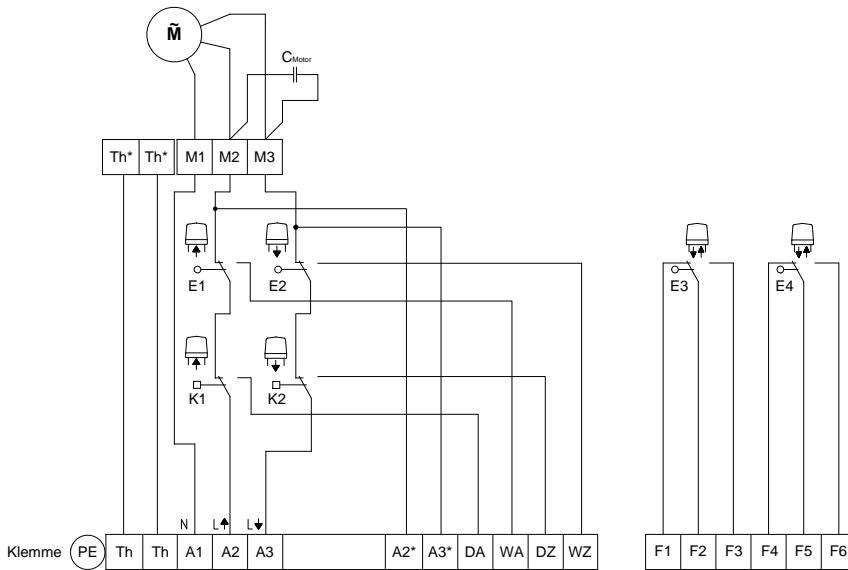 M̃
CMotor
Th* Th* M1 M2 M3
E1 E2 E3 E4
K1 K2
N L L
Klemme PE Th Th A1 A2 A3 A2* A3* DA WA DZ WZ F1 F2 F3 F4 F5 F6